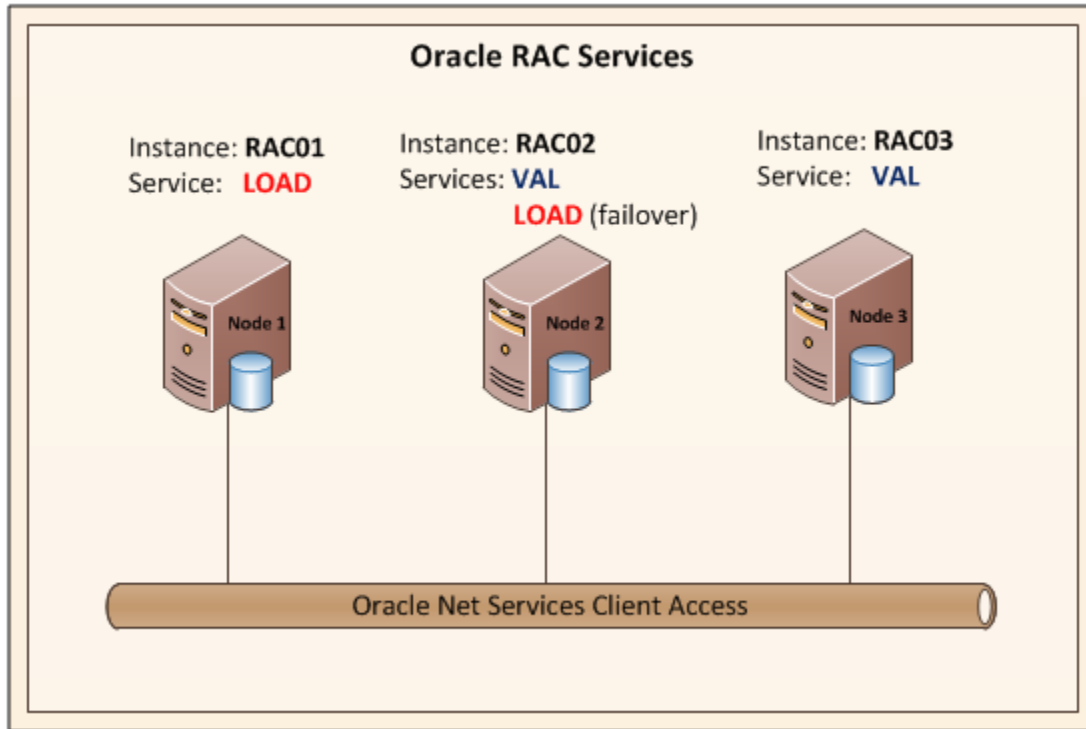 Oracle RAC Services
Instance: RAC01
Service: LOAD
Instance: RAC02
Services: VAL
LOAD (failover)
Instance: RAC03
Service: VAL
Node 1
Node 2
Node 3
Oracle Net Services Client Access